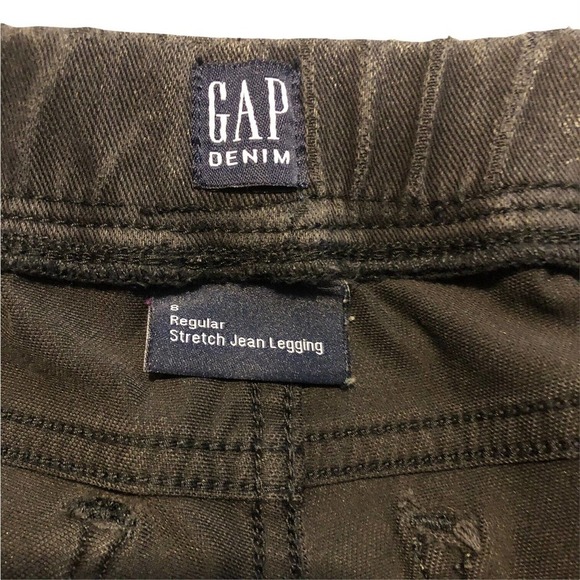 GAP
DENIM
8
Regular
Stretch Jean Legging